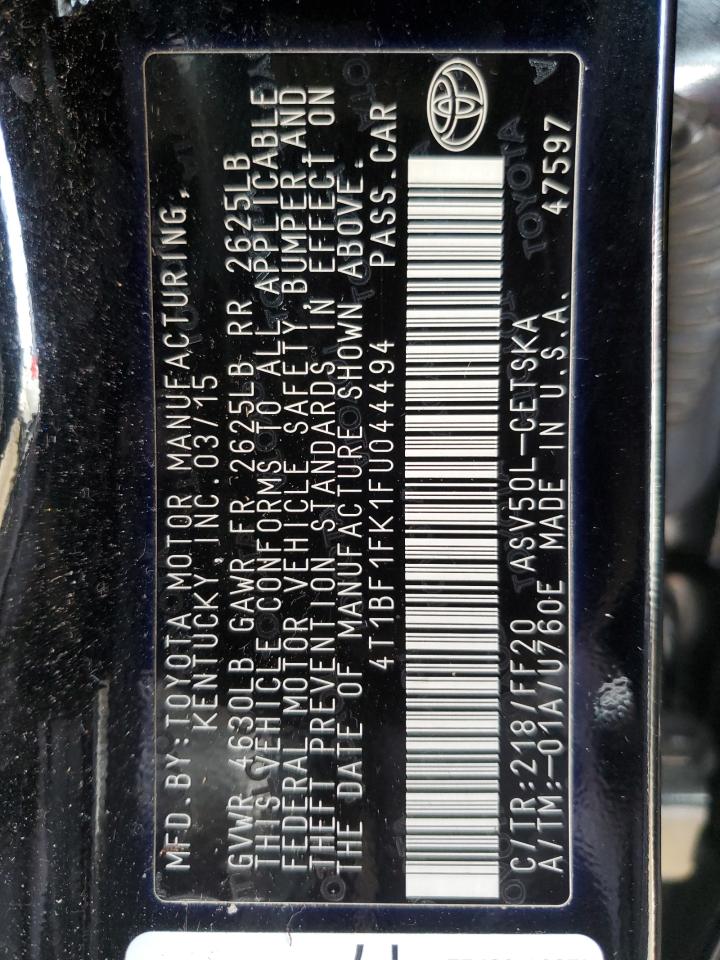 MFD.BY:TOYOTA MOTOR MANUFACTURING,
KENTUCKY, INC.03/15
GVWR 4630LB GAWR FR 2625LB RR 2625LB
THIS VEHICLE CONFORMS TO ALL APPLICABLE
FEDERAL MOTOR VEHICLE SAFETY, BUMPER, AND
THEFT PREVENTION STANDARDS IN EFFECT ON
THE DATE OF MANUFACTURE SHOWN ABOVE.
4T1BF1FK1FU044494 PASS.CAR
C/TR:218/FF20 ASV50L-CETSKA
A/TM:-01A/U760E MADE IN U.S.A. 47597